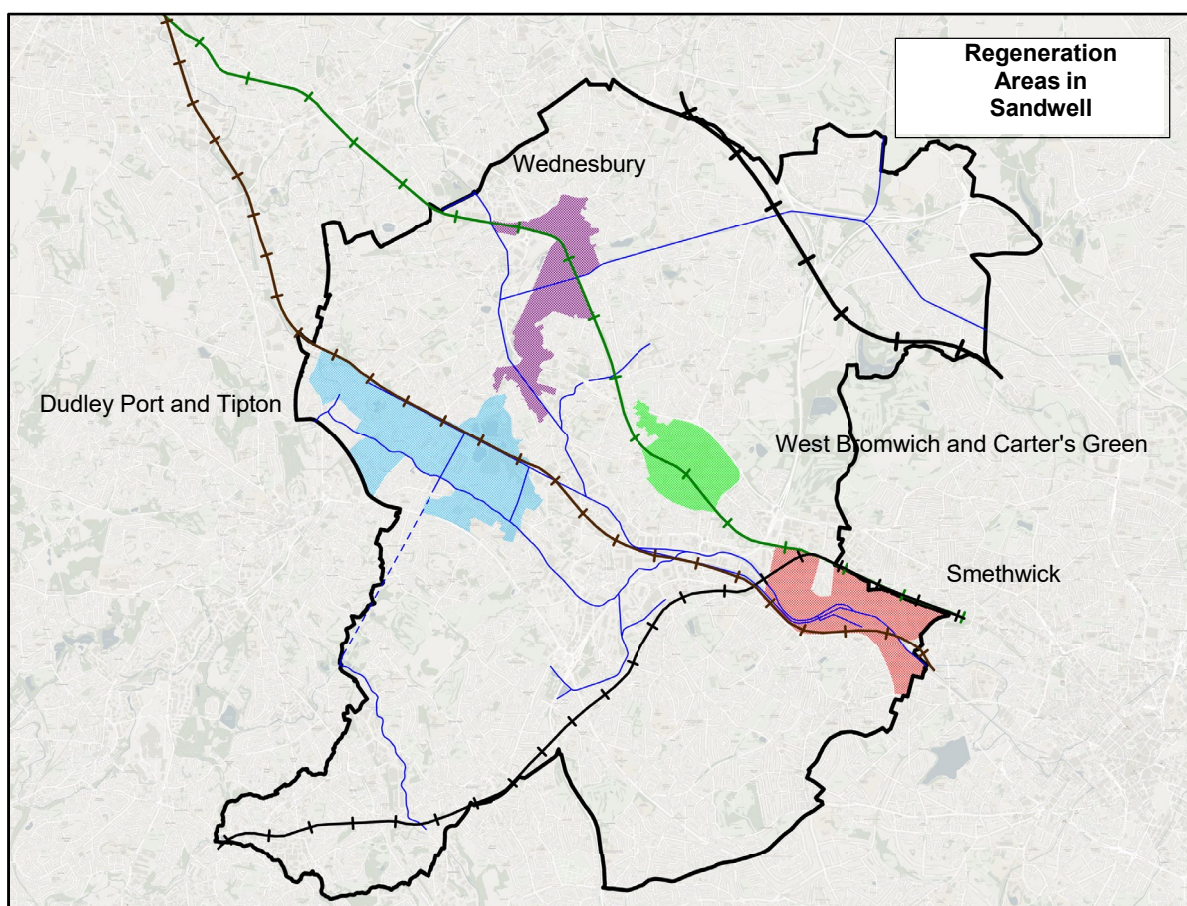 Regeneration
Areas in
Sandwell
Wednesbury
Dudley Port and Tipton
West Bromwich and Carter's Green
Smethwick